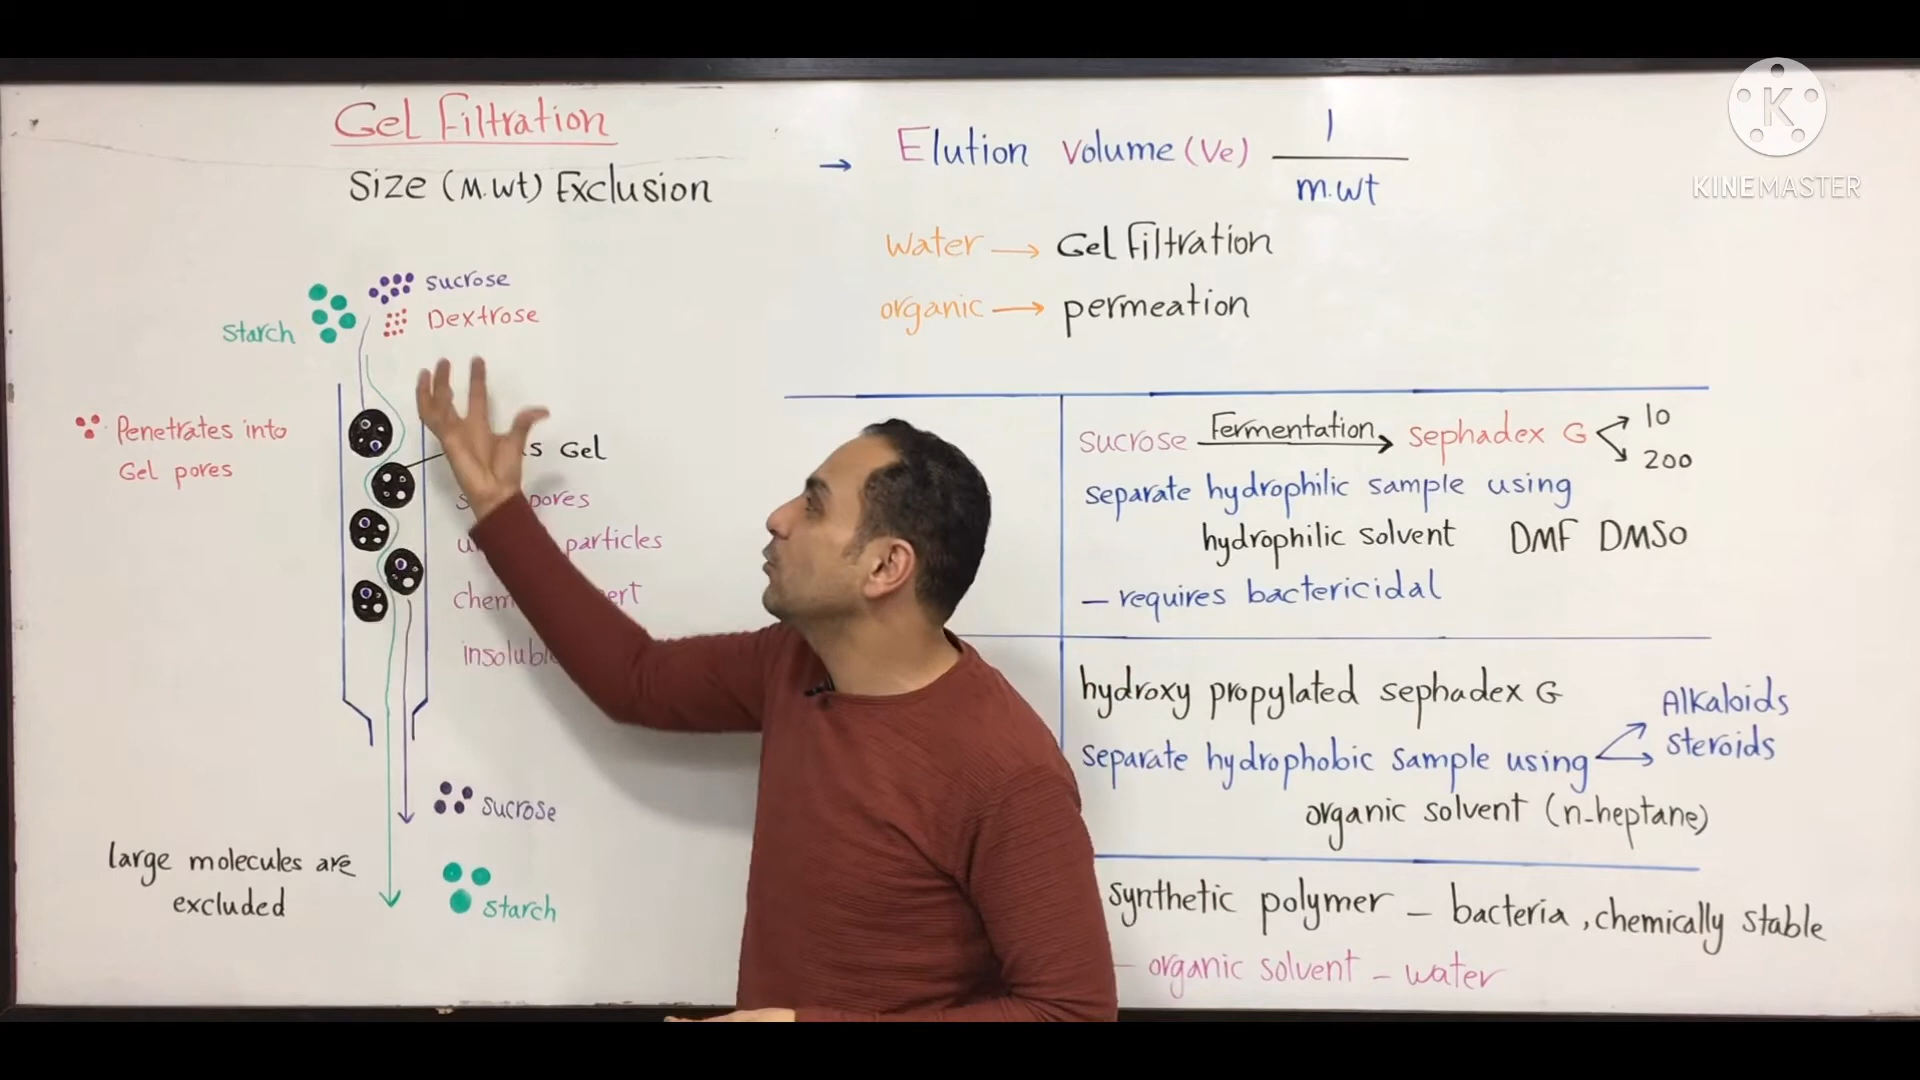 Gel Filtration
Size (M.wt) Exclusion
sucrose
Dextrose
starch
Penetrates into
Gel pores
Gel
pores
particles
insoluble
sucrose
large molecules are
excluded
starch
→ Elution volume (Ve) 1
m.wt
water → Gel Filtration
organic → permeation
sucrose Fermentation → sephadex G 10
200
separate hydrophilic sample using
hydrophilic solvent DMF DMSO
– requires bactericidal
hydroxy propylated sephadex G
Alkaloids
steroids
separate hydrophobic sample using
organic solvent (n-heptane)
synthetic polymer – bacteria, chemically stable
– organic solvent – water
K
KINEMASTER